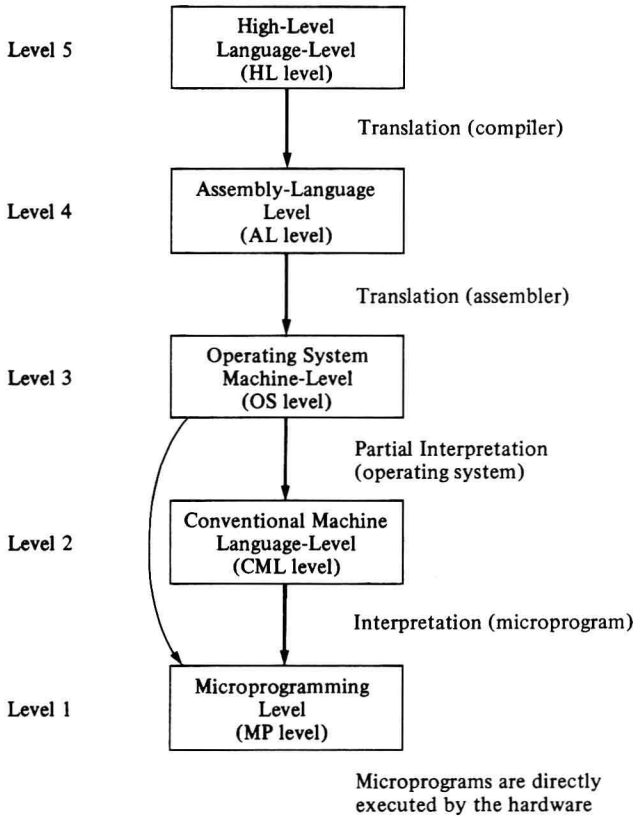 Level 5
High-Level
Language-Level
(HL level)
Translation (compiler)
Level 4
Assembly-Language
Level
(AL level)
Translation (assembler)
Level 3
Operating System
Machine-Level
(OS level)
Partial Interpretation
(operating system)
Level 2
Conventional Machine
Language-Level
(CML level)
Interpretation (microprogram)
Level 1
Microprogramming
Level
(MP level)
Microprograms are directly
executed by the hardware